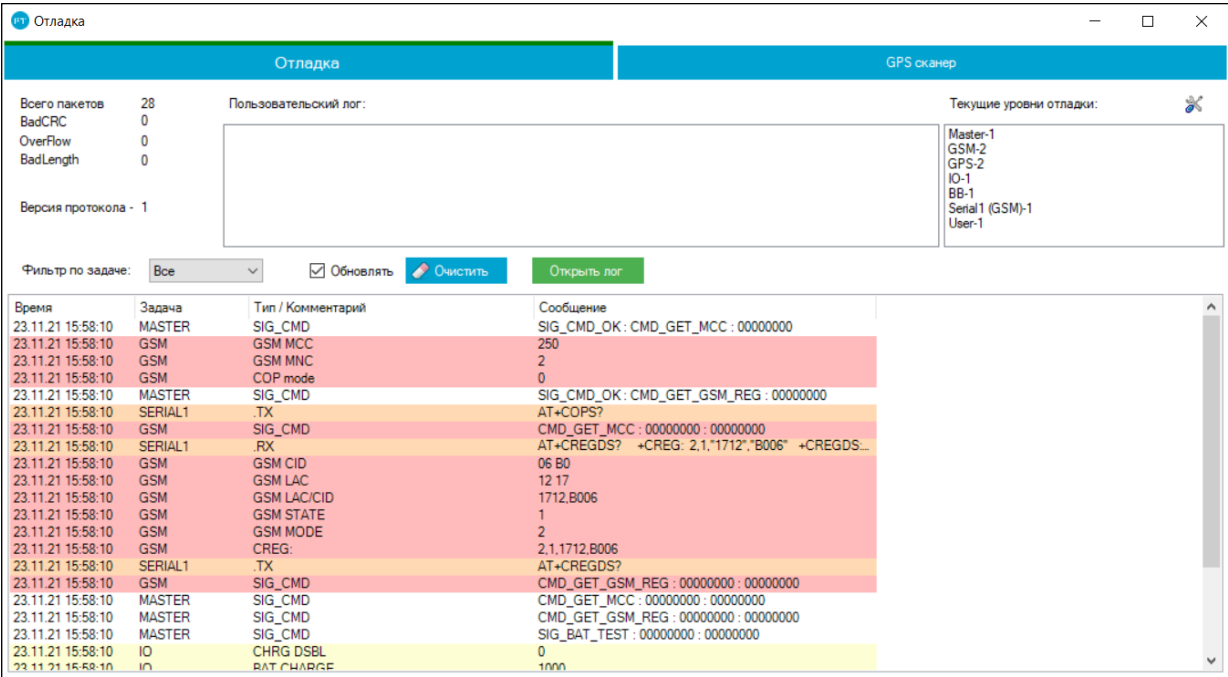 PT Отладка
Отладка GPS сканер
Всего пакетов 28 Пользовательский лог: Текущие уровни отладки:
BadCRC 0
OverFlow 0
BadLength 0
Версия протокола - 1
Master-1
GSM-2
GPS-2
IO-1
BB-1
Serial1 (GSM)-1
User-1
Фильтр по задаче: Все Обновлять Очистить Открыть лог
Время Задача Тип / Комментарий Сообщение
23.11.21 15:58:10 MASTER SIG_CMD SIG_CMD_OK : CMD_GET_MCC : 00000000
23.11.21 15:58:10 GSM GSM MCC 250
23.11.21 15:58:10 GSM GSM MNC 2
23.11.21 15:58:10 GSM COP mode 0
23.11.21 15:58:10 MASTER SIG_CMD SIG_CMD_OK : CMD_GET_GSM_REG : 00000000
23.11.21 15:58:10 SERIAL1 .TX AT+COPS?
23.11.21 15:58:10 GSM SIG_CMD CMD_GET_MCC : 00000000 : 00000000
23.11.21 15:58:10 SERIAL1 .RX AT+CREGDS? +CREG: 2,1,"1712","B006" +CREGDS:...
23.11.21 15:58:10 GSM GSM CID 06 B0
23.11.21 15:58:10 GSM GSM LAC 12 17
23.11.21 15:58:10 GSM GSM LAC/CID 1712,B006
23.11.21 15:58:10 GSM GSM STATE 1
23.11.21 15:58:10 GSM GSM MODE 2
23.11.21 15:58:10 GSM CREG: 2,1,1712,B006
23.11.21 15:58:10 SERIAL1 .TX AT+CREGDS?
23.11.21 15:58:10 GSM SIG_CMD CMD_GET_GSM_REG : 00000000 : 00000000
23.11.21 15:58:10 MASTER SIG_CMD CMD_GET_MCC : 00000000 : 00000000
23.11.21 15:58:10 MASTER SIG_CMD CMD_GET_GSM_REG : 00000000 : 00000000
23.11.21 15:58:10 MASTER SIG_CMD SIG_BAT_TEST : 00000000 : 00000000
23.11.21 15:58:10 IO CHRG DSBL 0
23.11.21 15:58:10 IO BAT CHARGE 1000